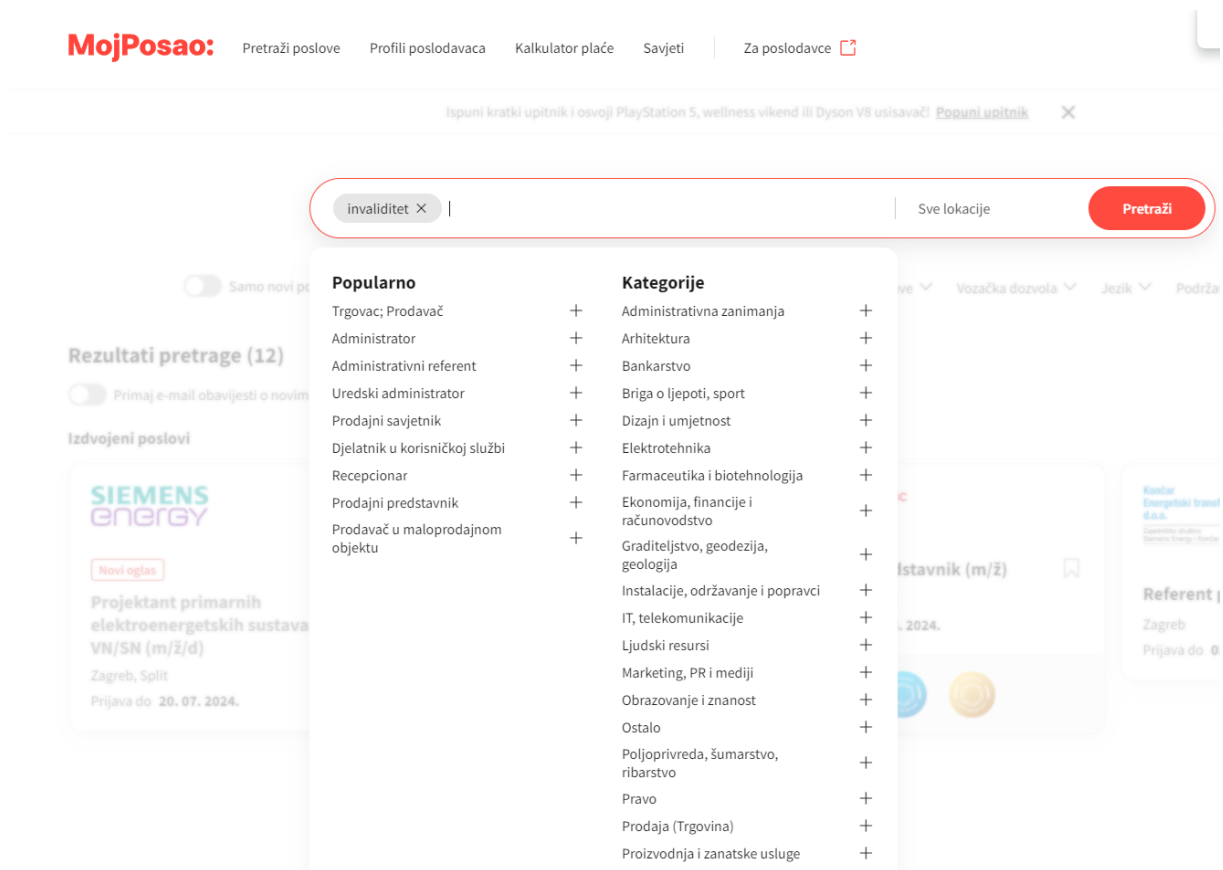 MojPosao:
Pretraži poslove
Profili poslodavaca
Kalkulator plaće
Savjeti
Za poslodavce
Ispuni kratki upitnik i osvoji PlayStation 5, wellness vikend ili Dyson V8 usisavač! Popuni upitnik
invaliditet
Sve lokacije
Pretraži
Samo novi
Vozačka dozvola
Jezik
Rezultati pretrage (12)
Primaj e-mail obavijesti o novim
Izdvojeni poslovi
Popularno
Trgovac; Prodavač
Administrator
Administrativni referent
Uredski administrator
Prodajni savjetnik
Djelatnik u korisničkoj službi
Recepcionar
Prodajni predstavnik
Prodavač u maloprodajnom
objektu
Kategorije
Administrativna zanimanja
Arhitektura
Bankarstvo
Briga o ljepoti, sport
Dizajn i umjetnost
Elektrotehnika
Farmaceutika i biotehnologija
Ekonomija, financije i
računovodstvo
Graditeljstvo, geodezija,
geologija
Instalacije, održavanje i popravci
IT, telekomunikacije
Ljudski resursi
Marketing, PR i mediji
Obrazovanje i znanost
Ostalo
Poljoprivreda, šumarstvo,
ribarstvo
Pravo
Prodaja (Trgovina)
Proizvodnja i zanatske usluge
SIEMENS
energy
Novi oglas
Projektant primarnih
elektroenergetskih sustava
VN/SN (m/ž/d)
Zagreb, Split
Prijava do 20. 07. 2024.
(m/ž)
2024.
Končar
Energetski
d.o.o.
Referent
Zagreb
Prijava do